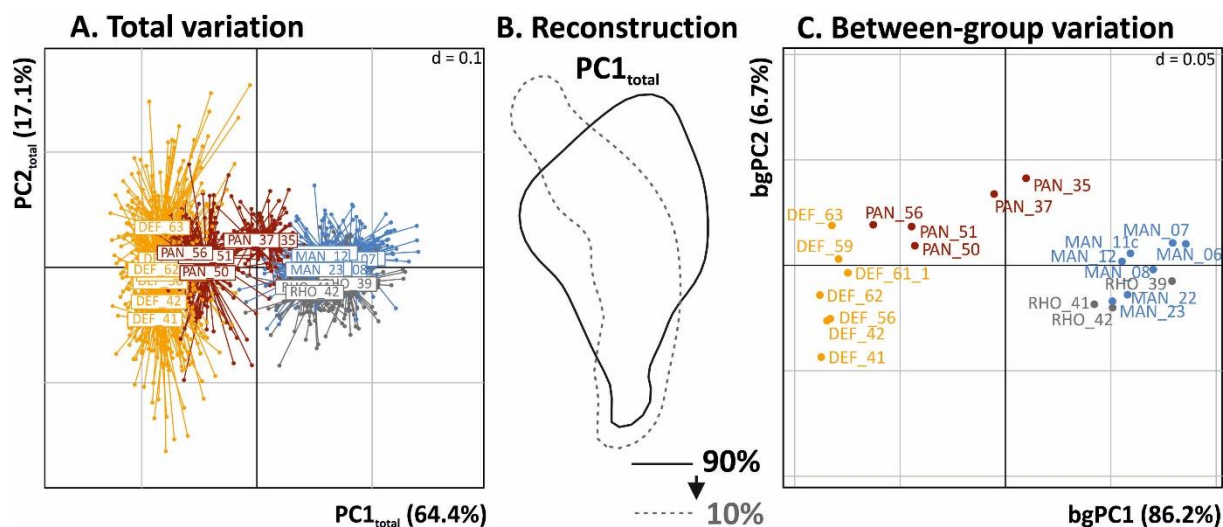 A. Total variation
B. Reconstruction
C. Between-group variation
PC2total (17.1%)
d = 0.1
DEF_63
PAN_37
35
PAN_56
51
PAN_50
DEF_62
DEF_42
DEF_41
MAN_12
07
MAN_23
08
39
RHO_42
PC1total (64.4%)
PC1total
90%
10%
bgPC2 (6.7%)
d = 0.05
PAN_35
PAN_37
DEF_63
PAN_56
PAN_51
PAN_50
DEF_59
DEF_61_1
DEF_62
DEF_56
DEF_42
DEF_41
MAN_07
MAN_11c
MAN_06
MAN_12
MAN_08
RHO_39
RHO_41
MAN_22
RHO_42
MAN_23
bgPC1 (86.2%)